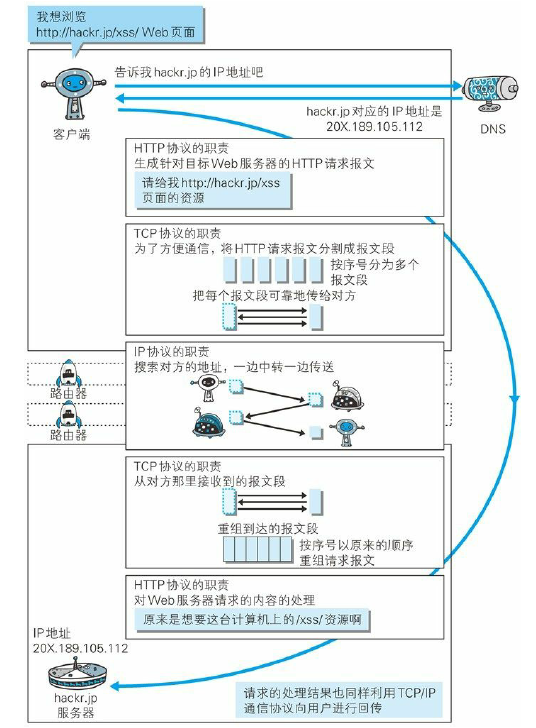 我想浏览
http://hackr.jp/xss/ Web页面
告诉我hackr.jp的IP地址吧
hackr.jp对应的IP地址是
20X.189.105.112
客户端
DNS
HTTP协议的职责
生成针对目标Web服务器的HTTP请求报文
请给我http://hackr.jp/xss
页面的资源
TCP协议的职责
为了方便通信，将HTTP请求报文分割成报文段
按序号分为多个
报文段
把每个报文段可靠地传给对方
IP协议的职责
搜索对方的地址，一边中转一边传送
路由器
路由器
TCP协议的职责
从对方那里接收到的报文段
重组到达的报文段
按序号以原来的顺序
重组请求报文
HTTP协议的职责
对Web服务器请求的内容的处理
原来是想要这台计算机上的/xss/资源啊
IP地址
20X.189.105.112
hackr.jp
服务器
请求的处理结果也同样利用TCP/IP
通信协议向用户进行回传